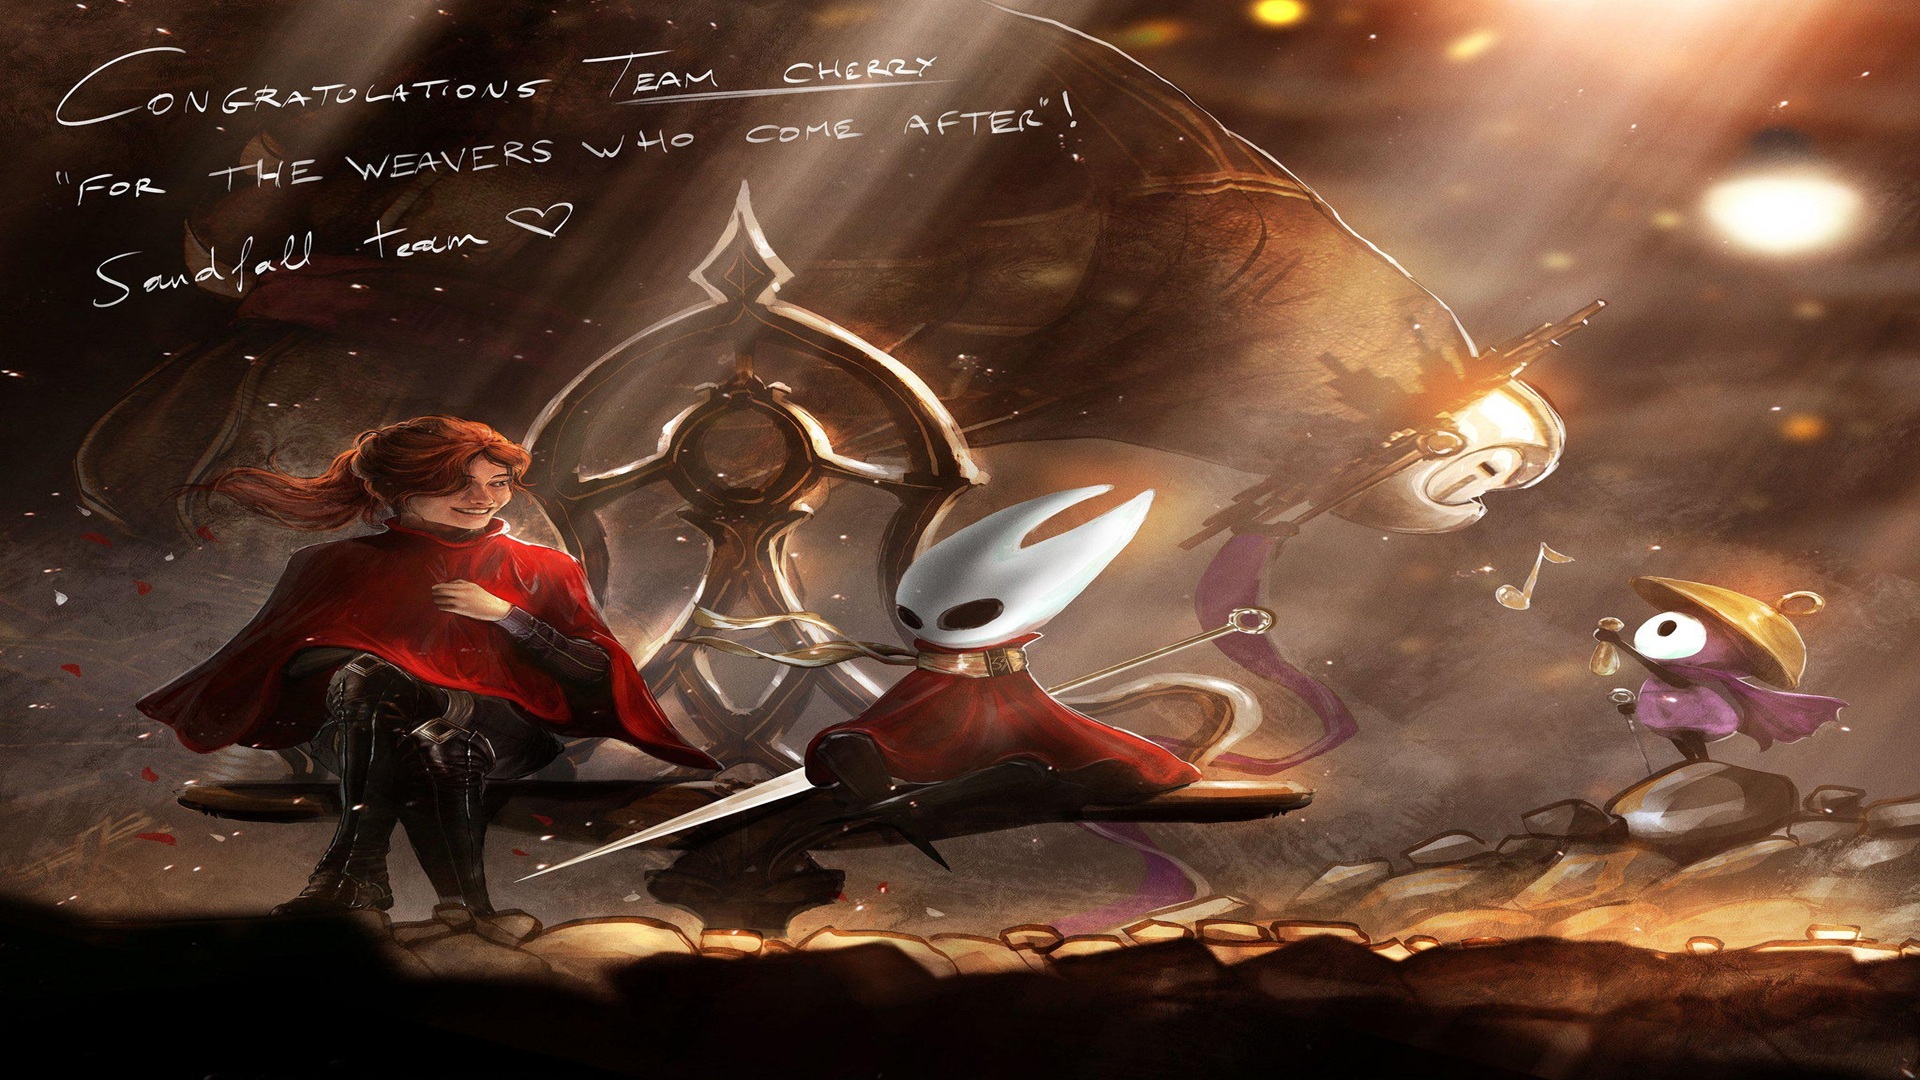 CONGRATULATIONS TEAM CHERRY
"FOR THE WEAVERS WHO COME AFTER"!
Sandfall team ♡